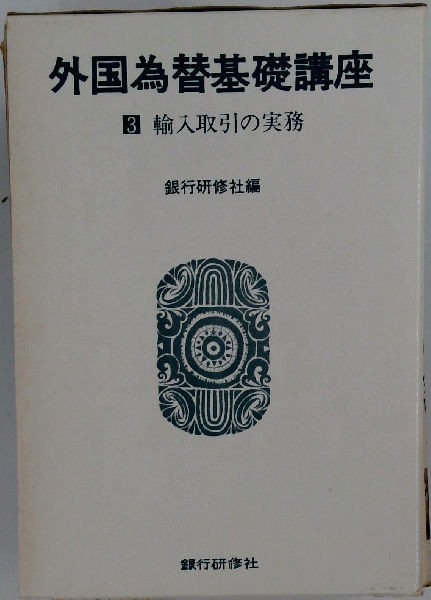 外国為替基礎講座
3 輸入取引の実務
銀行研修社編
銀行研修社